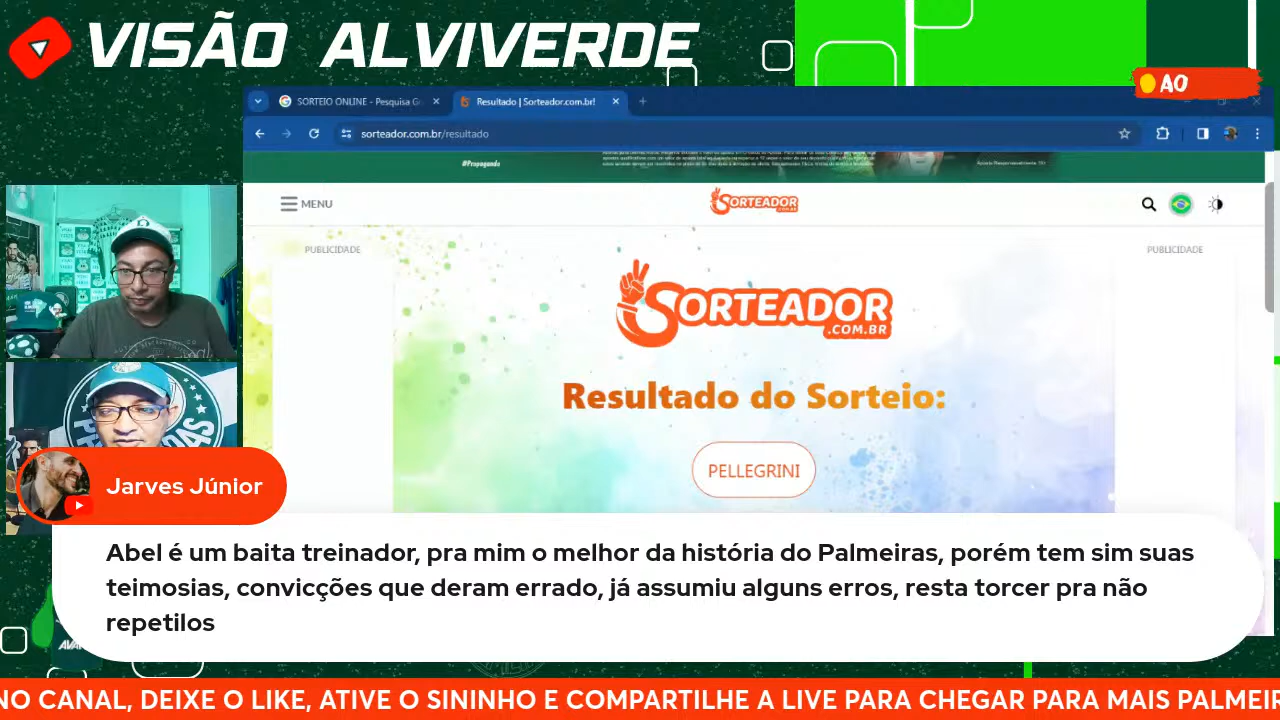 VISÃO ALVIVERDE
AO
SORTEIO ONLINE - Pesquisa G
Resultado | Sorteador.com.br!
sorteador.com.br/resultado
#Propaganda
MENU
SORTEADOR
.COM.BR
PUBLICIDADE
PUBLICIDADE
SORTEADOR
.COM.BR
Resultado do Sorteio:
PELLEGRINI
Jarves Júnior
Abel é um baita treinador, pra mim o melhor da história do Palmeiras, porém tem sim suas
teimosias, convicções que deram errado, já assumiu alguns erros, resta torcer pra não
repetilos
NO CANAL, DEIXE O LIKE, ATIVE O SININHO E COMPARTILHE A LIVE PARA CHEGAR PARA MAIS PALMEIR